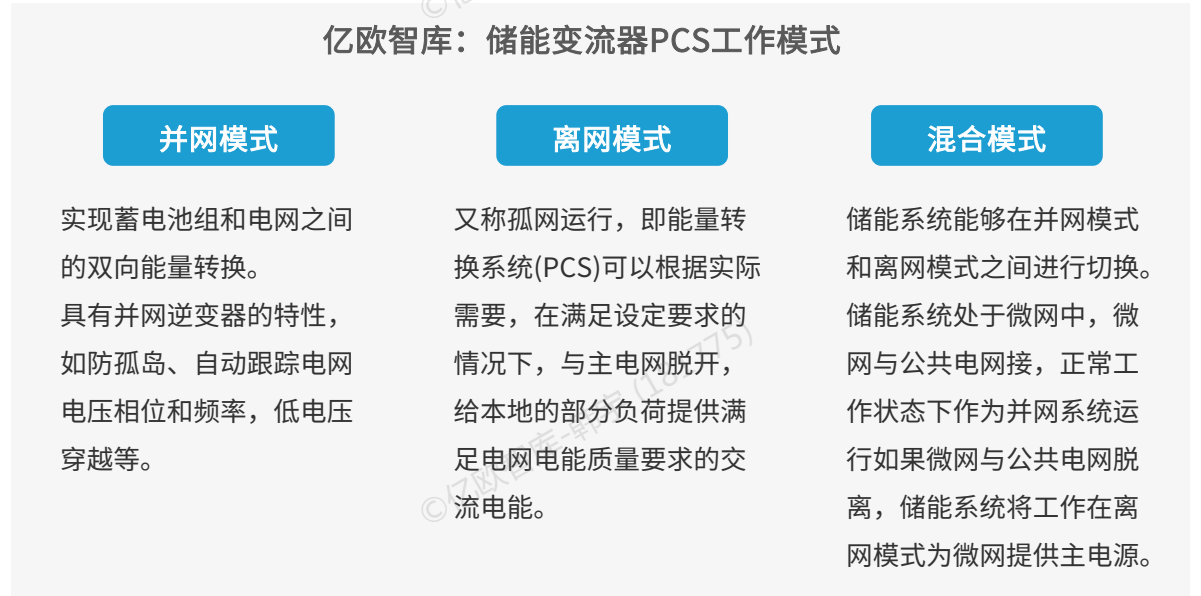 亿欧智库：储能变流器PCS工作模式
并网模式
实现蓄电池组和电网之间
的双向能量转换。
具有并网逆变器的特性，
如防孤岛、自动跟踪电网
电压相位和频率，低电压
穿越等。
离网模式
又称孤网运行，即能量转
换系统(PCS)可以根据实际
需要，在满足设定要求的
情况下，与主电网脱开，
给本地的部分负荷提供满
足电网电能质量要求的交
流电能。
混合模式
储能系统能够在并网模式
和离网模式之间进行切换。
储能系统处于微网中，微
网与公共电网接，正常工
作状态下作为并网系统运
行如果微网与公共电网脱
离，储能系统将工作在离
网模式为微网提供主电源。